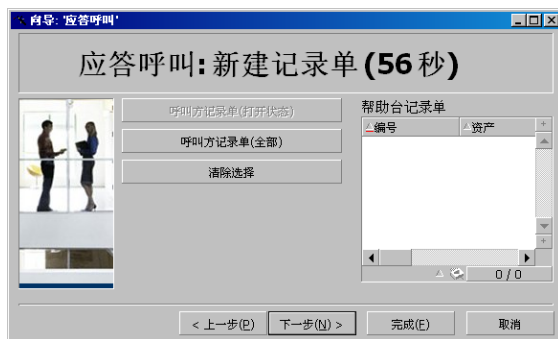 向导: '应答呼叫'
应答呼叫: 新建记录单 (56 秒)
呼叫方记录单(打开状态)
呼叫方记录单(全部)
清除选择
帮助台记录单
编号 资产
0 / 0
< 上一步(P) 下一步(N) > 完成(F) 取消